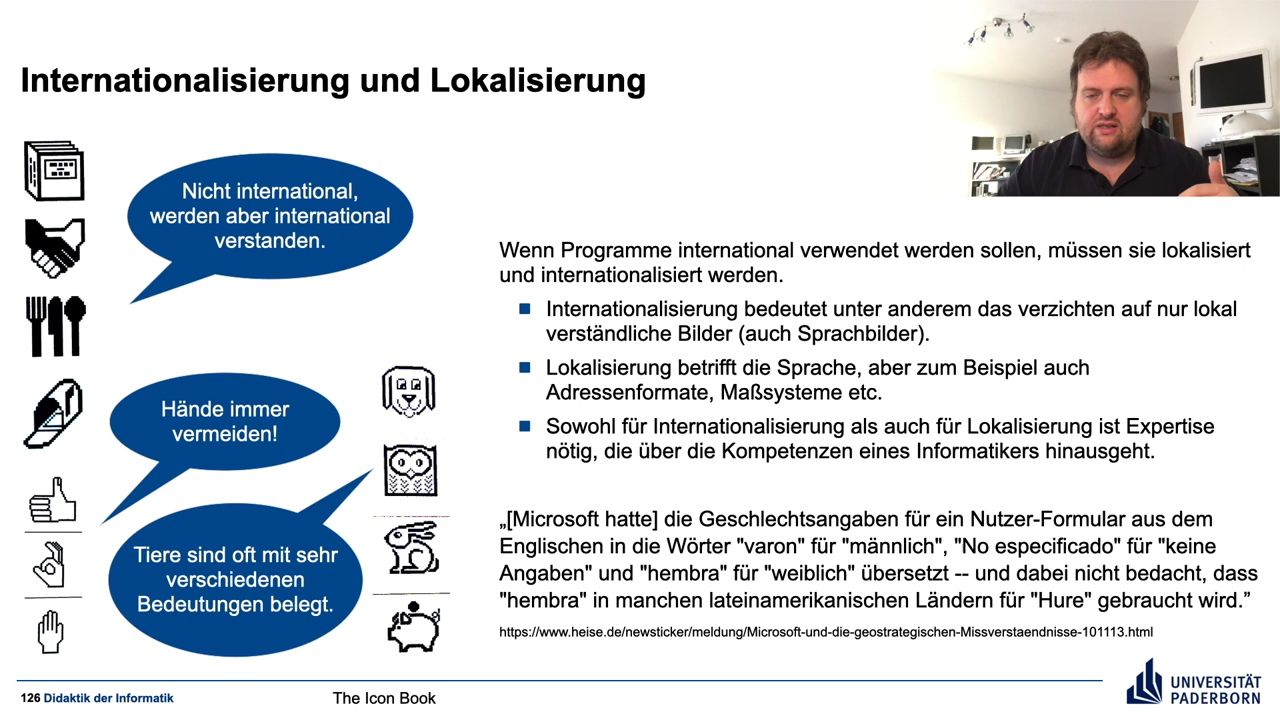 Internationalisierung und Lokalisierung
Nicht international,
werden aber international
verstanden.
Hände immer
vermeiden!
Tiere sind oft mit sehr
verschiedenen
Bedeutungen belegt.
Wenn Programme international verwendet werden sollen, müssen sie lokalisiert
und internationalisiert werden.
Internationalisierung bedeutet unter anderem das verzichten auf nur lokal
verständliche Bilder (auch Sprachbilder).
Lokalisierung betrifft die Sprache, aber zum Beispiel auch
Adressenformate, Maßsysteme etc.
Sowohl für Internationalisierung als auch für Lokalisierung ist Expertise
nötig, die über die Kompetenzen eines Informatikers hinausgeht.
„[Microsoft hatte] die Geschlechtsangaben für ein Nutzer-Formular aus dem
Englischen in die Wörter "varon" für "männlich", "No especificado" für "keine
Angaben" und "hembra" für "weiblich" übersetzt -- und dabei nicht bedacht, dass
"hembra" in manchen lateinamerikanischen Ländern für "Hure" gebraucht wird.”
https://www.heise.de/newsticker/meldung/Microsoft-und-die-geostrategischen-Missverstaendnisse-101113.html
126 Didaktik der Informatik
The Icon Book
UNIVERSITÄT
PADERBORN